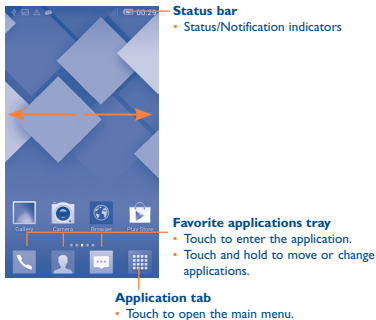 00:29
Status bar
• Status/Notification indicators
Gallery Camera Browser Play Store
Favorite applications tray
• Touch to enter the application.
• Touch and hold to move or change
applications.
Application tab
• Touch to open the main menu.